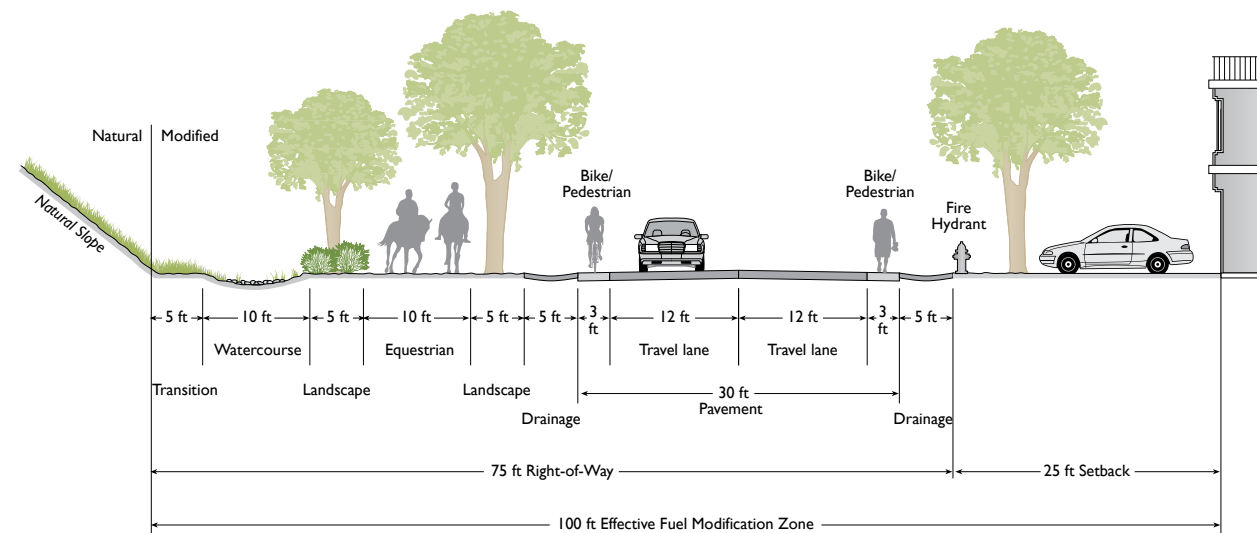 Natural
Modified
Natural Slope
Bike/
Pedestrian
Bike/
Pedestrian
Fire
Hydrant
5 ft
10 ft
5 ft
10 ft
5 ft
5 ft
3
ft
12 ft
12 ft
3
ft
5 ft
Watercourse
Equestrian
Travel lane
Travel lane
Transition
Landscape
Landscape
30 ft
Pavement
Drainage
Drainage
75 ft Right-of-Way
25 ft Setback
100 ft Effective Fuel Modification Zone